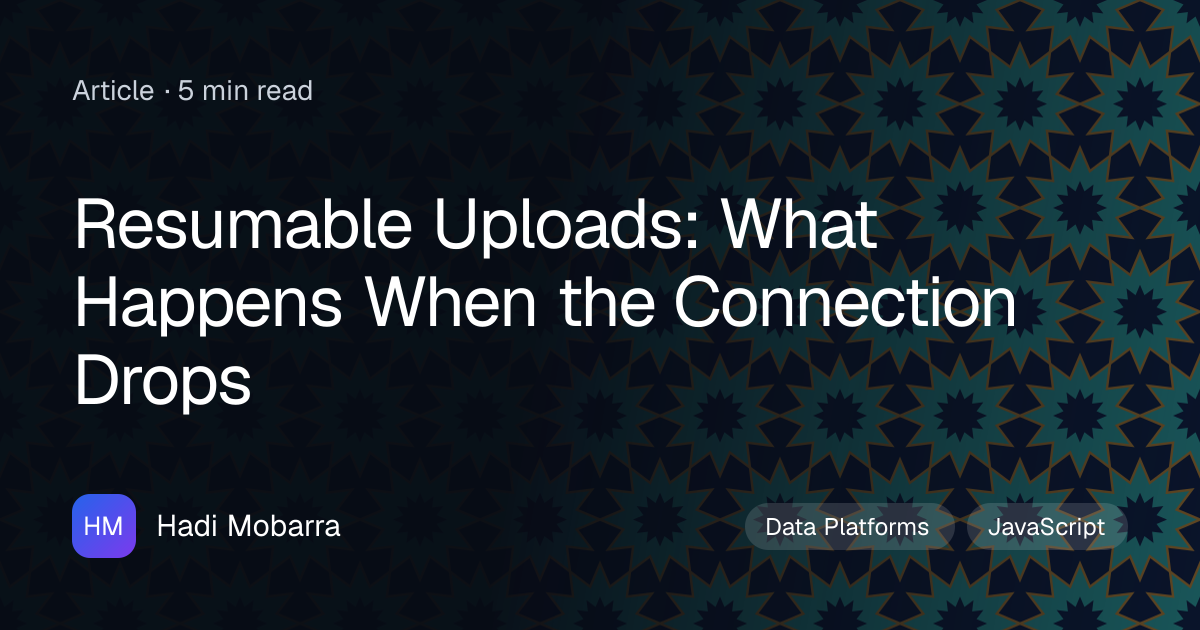 Article · 5 min read
Resumable Uploads: What
Happens When the Connection
Drops
HM
Hadi Mobarra
Data Platforms
JavaScript